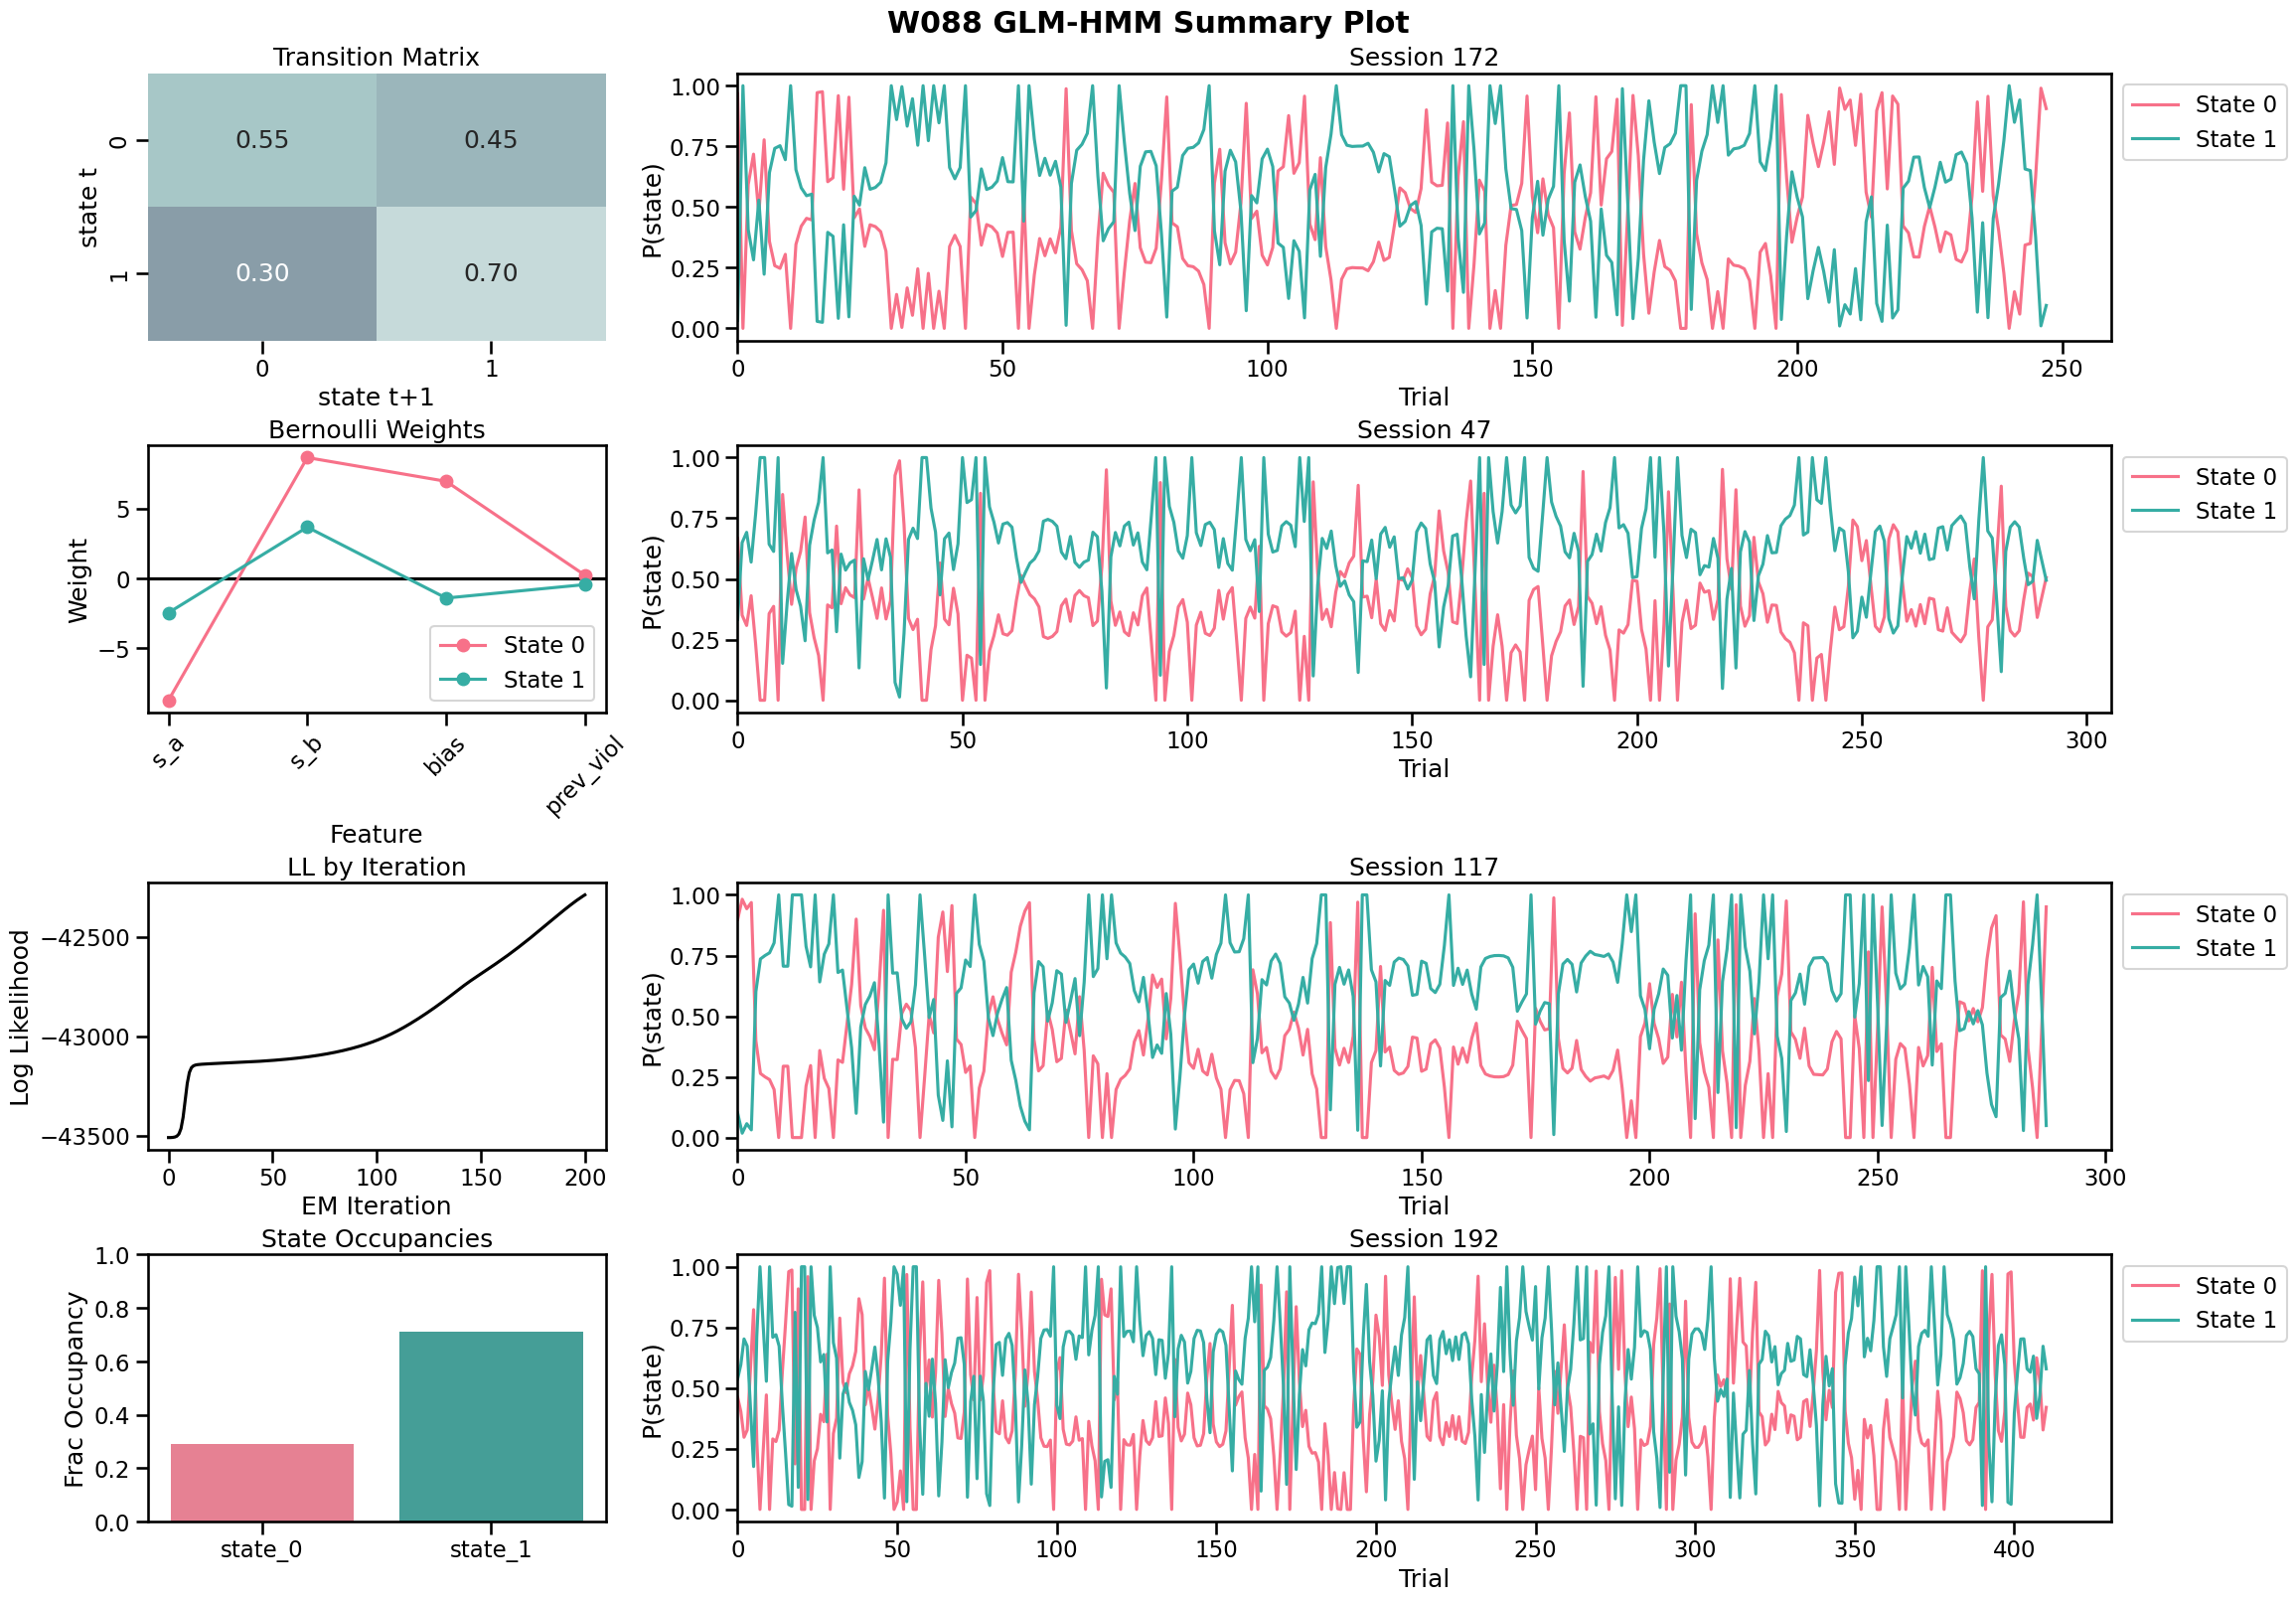 W088 GLM-HMM Summary Plot
Transition Matrix
state t
0
1
0.55
0.45
0.30
0.70
0
1
state t+1
Session 172
P(state)
1.00
0.75
0.50
0.25
0.00
0
50
100
150
200
250
Trial
State 0
State 1
Bernoulli Weights
Weight
5
0
−5
s_a
s_b
bias
prev_viol
Feature
State 0
State 1
Session 47
P(state)
1.00
0.75
0.50
0.25
0.00
0
50
100
150
200
250
300
Trial
State 0
State 1
LL by Iteration
Log Likelihood
−42500
−43000
−43500
0
50
100
150
200
EM Iteration
Session 117
P(state)
1.00
0.75
0.50
0.25
0.00
0
50
100
150
200
250
300
Trial
State 0
State 1
State Occupancies
Frac Occupancy
1.0
0.8
0.6
0.4
0.2
0.0
state_0
state_1
Session 192
P(state)
1.00
0.75
0.50
0.25
0.00
0
50
100
150
200
250
300
350
400
Trial
State 0
State 1